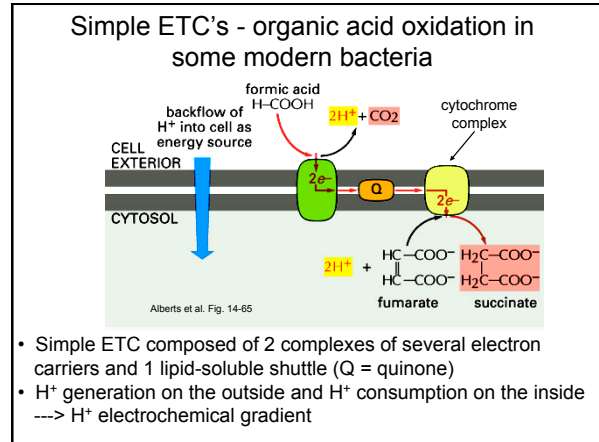 Simple ETC's - organic acid oxidation in
some modern bacteria
formic acid
H–COOH
backflow of
H+ into cell as
energy source
2H+ + CO2
cytochrome
complex
CELL
EXTERIOR
2e–
Q
2e–
CYTOSOL
2H+ +
HC–COO–
HC–COO–
fumarate
H2C–COO–
H2C–COO–
succinate
Alberts et al. Fig. 14-65
• Simple ETC composed of 2 complexes of several electron
carriers and 1 lipid-soluble shuttle (Q = quinone)
• H+ generation on the outside and H+ consumption on the inside
---> H+ electrochemical gradient